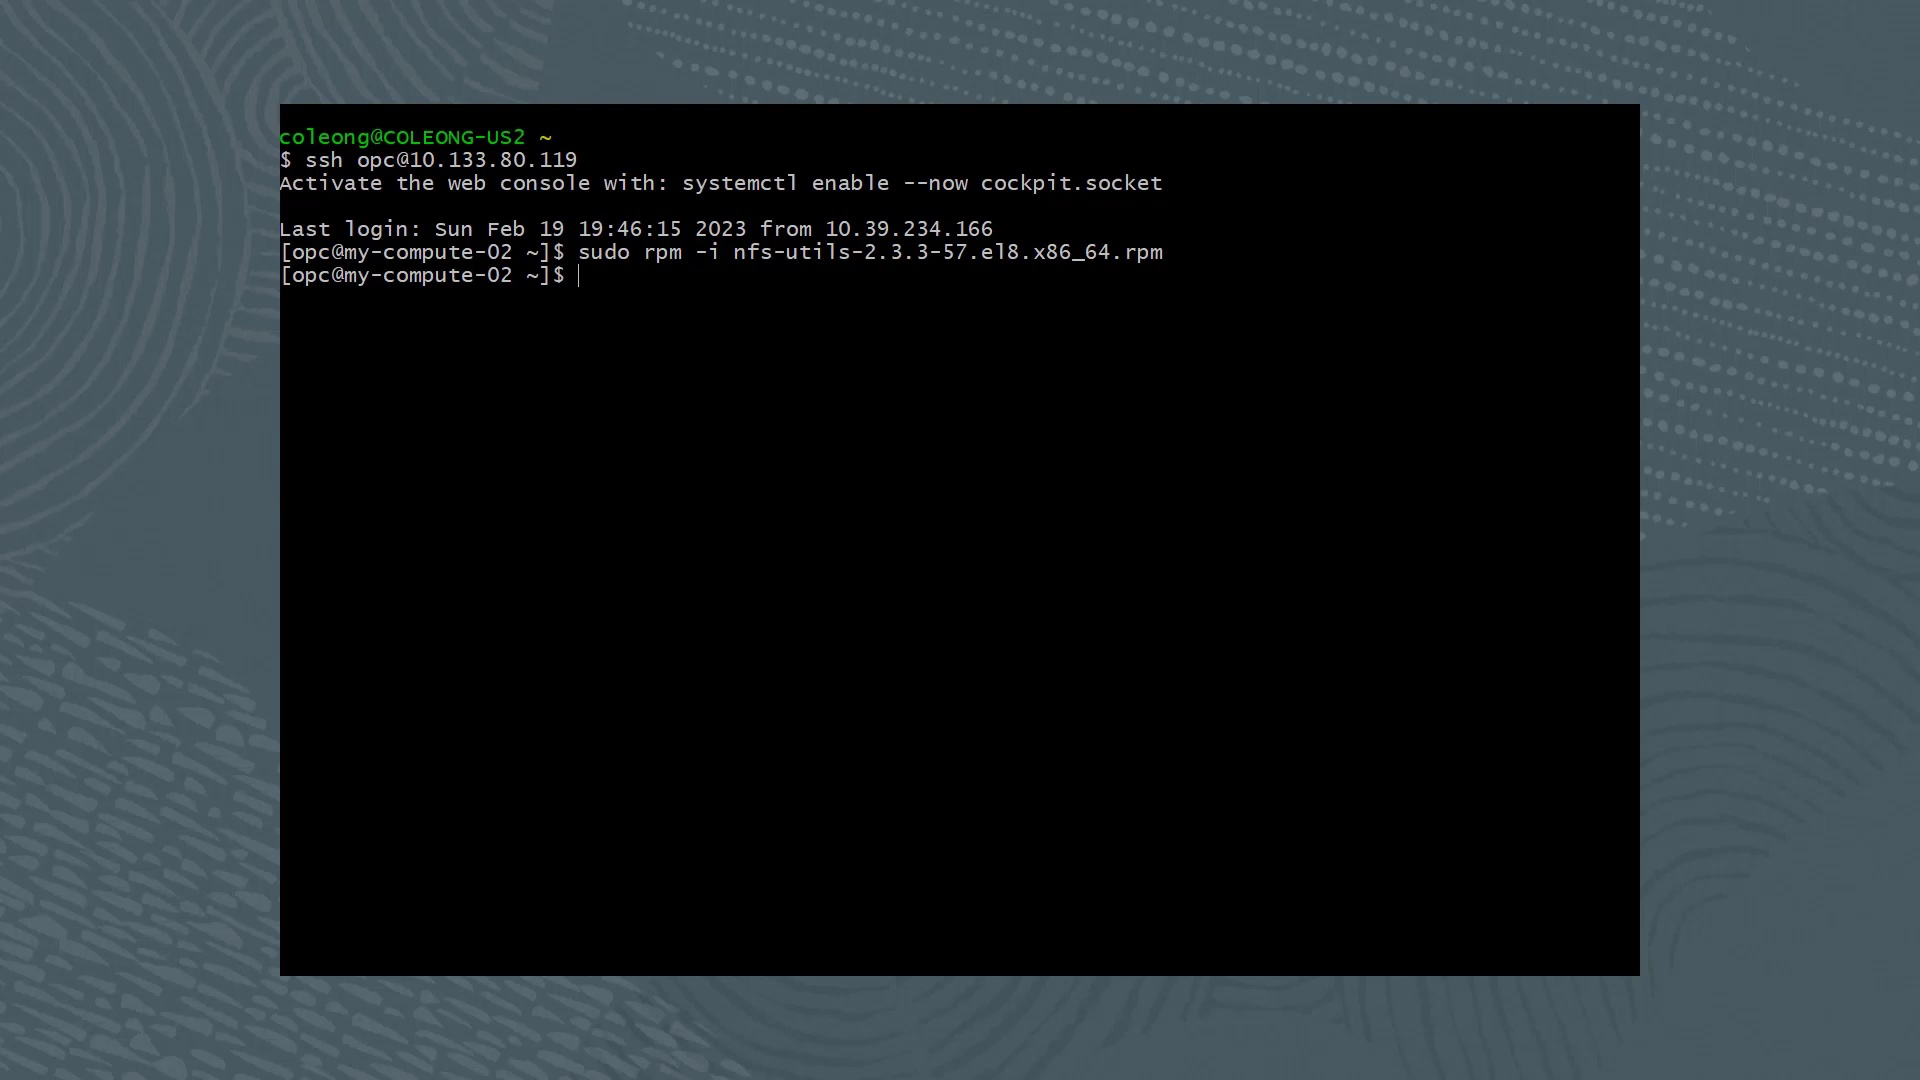 coleong@COLEONG-US2 ~
$ ssh opc@10.133.80.119
Activate the web console with: systemctl enable --now cockpit.socket
Last login: Sun Feb 19 19:46:15 2023 from 10.39.234.166
[opc@my-compute-02 ~]$ sudo rpm -i nfs-utils-2.3.3-57.el8.x86_64.rpm
[opc@my-compute-02 ~]$